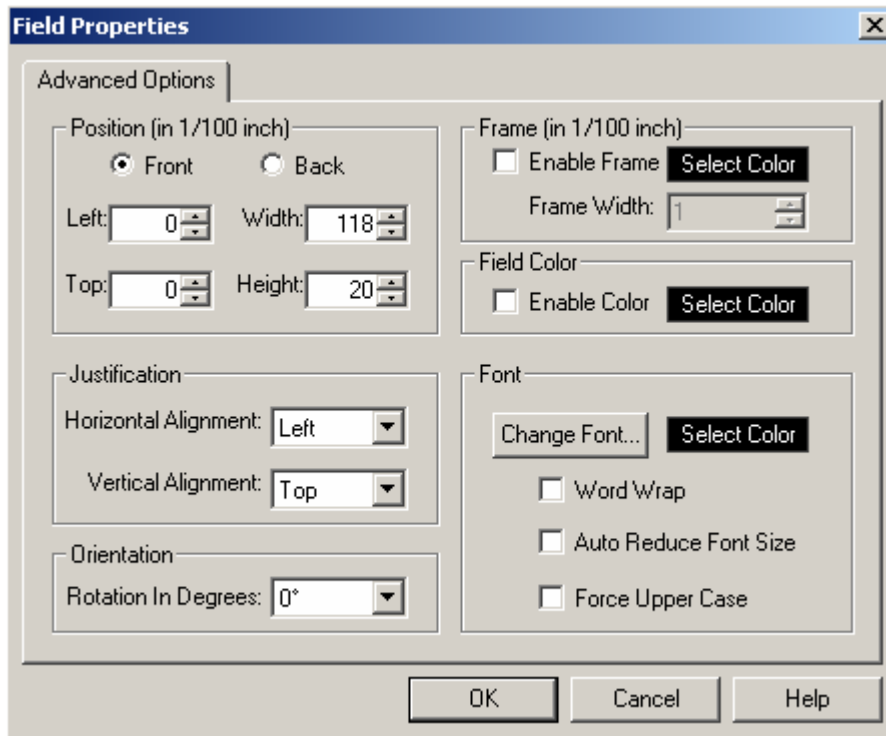 Field Properties
Advanced Options
Position (in 1/100 inch)
Front Back
Left: 0 Width: 118
Top: 0 Height: 20
Frame (in 1/100 inch)
Enable Frame Select Color
Frame Width: 1
Field Color
Enable Color Select Color
Justification
Horizontal Alignment: Left
Vertical Alignment: Top
Orientation
Rotation In Degrees: 0°
Font
Change Font... Select Color
Word Wrap
Auto Reduce Font Size
Force Upper Case
OK Cancel Help